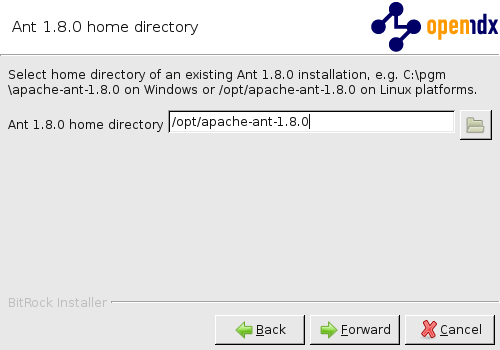 Ant 1.8.0 home directory
openndx
Select home directory of an existing Ant 1.8.0 installation, e.g. C:\pgm
\apache-ant-1.8.0 on Windows or /opt/apache-ant-1.8.0 on Linux platforms.
Ant 1.8.0 home directory /opt/apache-ant-1.8.0
BitRock Installer
Back Forward Cancel